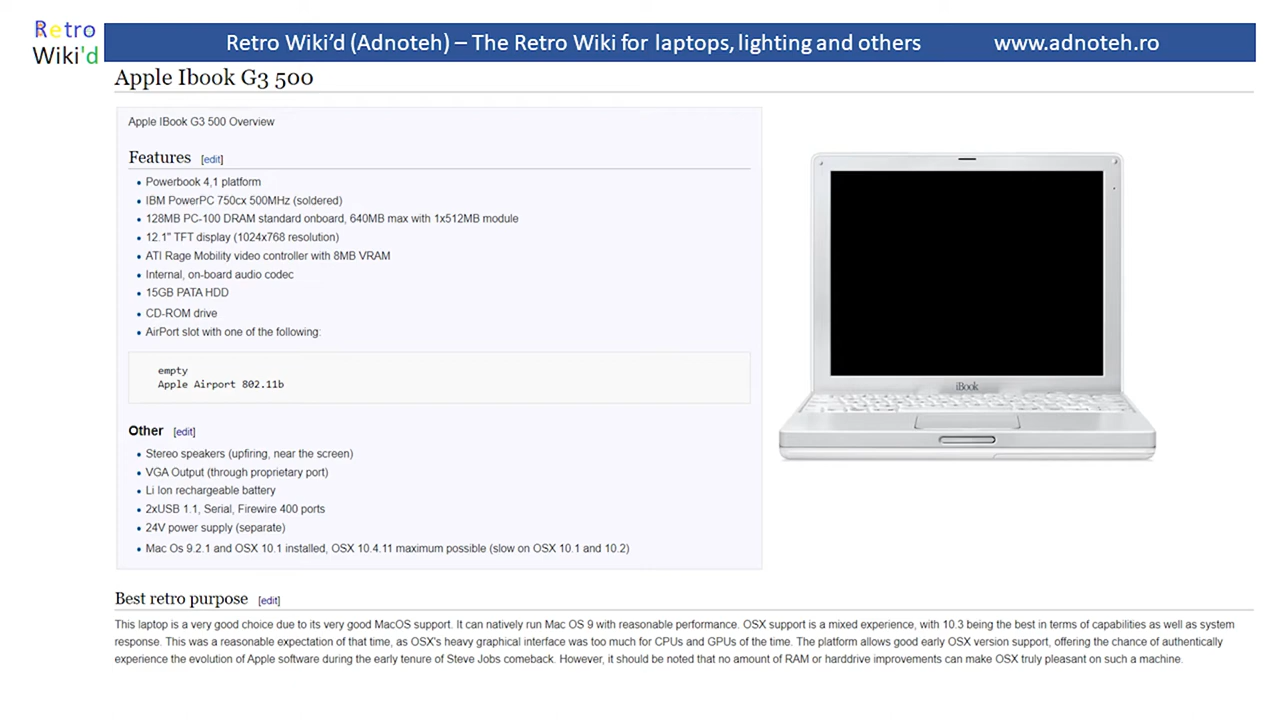 Retro
Wiki'd
Retro Wiki’d (Adnoteh) – The Retro Wiki for laptops, lighting and others www.adnoteh.ro
Apple Ibook G3 500
Apple IBook G3 500 Overview
Features [edit]
• Powerbook 4,1 platform
• IBM PowerPC 750cx 500MHz (soldered)
• 128MB PC-100 DRAM standard onboard, 640MB max with 1x512MB module
• 12.1" TFT display (1024x768 resolution)
• ATI Rage Mobility video controller with 8MB VRAM
• Internal, on-board audio codec
• 15GB PATA HDD
• CD-ROM drive
• AirPort slot with one of the following:
empty
Apple Airport 802.11b
Other [edit]
• Stereo speakers (upfiring, near the screen)
• VGA Output (through proprietary port)
• Li Ion rechargeable battery
• 2xUSB 1.1, Serial, Firewire 400 ports
• 24V power supply (separate)
• Mac Os 9.2.1 and OSX 10.1 installed, OSX 10.4.11 maximum possible (slow on OSX 10.1 and 10.2)
iBook
Best retro purpose [edit]
This laptop is a very good choice due to its very good MacOS support. It can natively run Mac OS 9 with reasonable performance. OSX support is a mixed experience, with 10.3 being the best in terms of capabilities as well as system
response. This was a reasonable expectation of that time, as OSX's heavy graphical interface was too much for CPUs and GPUs of the time. The platform allows good early OSX version support, offering the chance of authentically
experience the evolution of Apple software during the early tenure of Steve Jobs comeback. However, it should be noted that no amount of RAM or harddrive improvements can make OSX truly pleasant on such a machine.